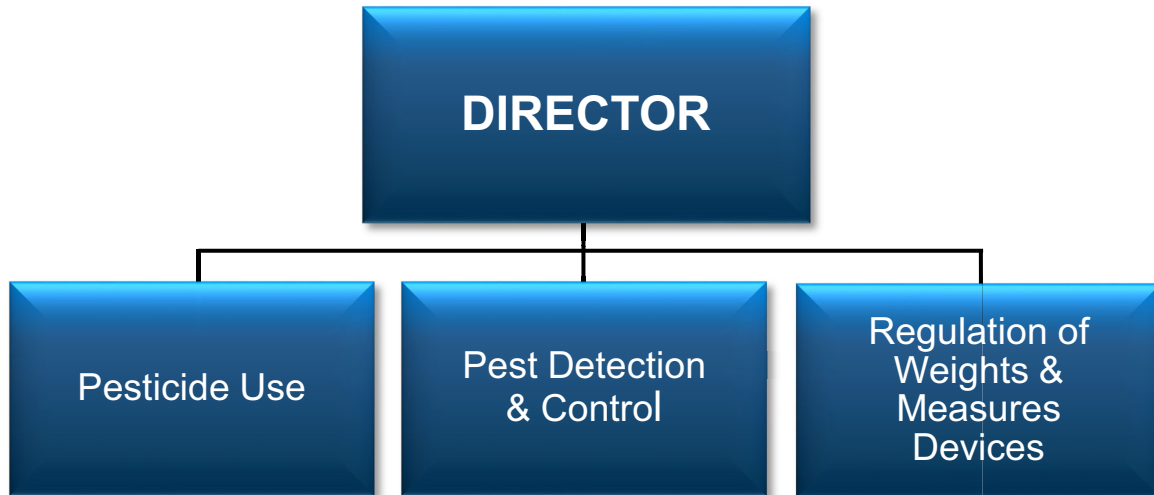 DIRECTOR
Pesticide Use
Pest Detection
& Control
Regulation of
Weights &
Measures
Devices